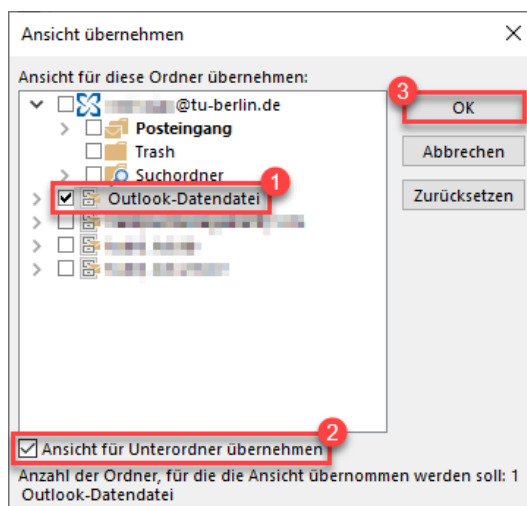 Ansicht übernehmen
Ansicht für diese Ordner übernehmen:
@tu-berlin.de
3
OK
Posteingang
Trash
Abbrechen
Suchordner
1
Outlook-Datendatei
Zurücksetzen
2
Ansicht für Unterordner übernehmen
Anzahl der Ordner, für die die Ansicht übernommen werden soll: 1
Outlook-Datendatei